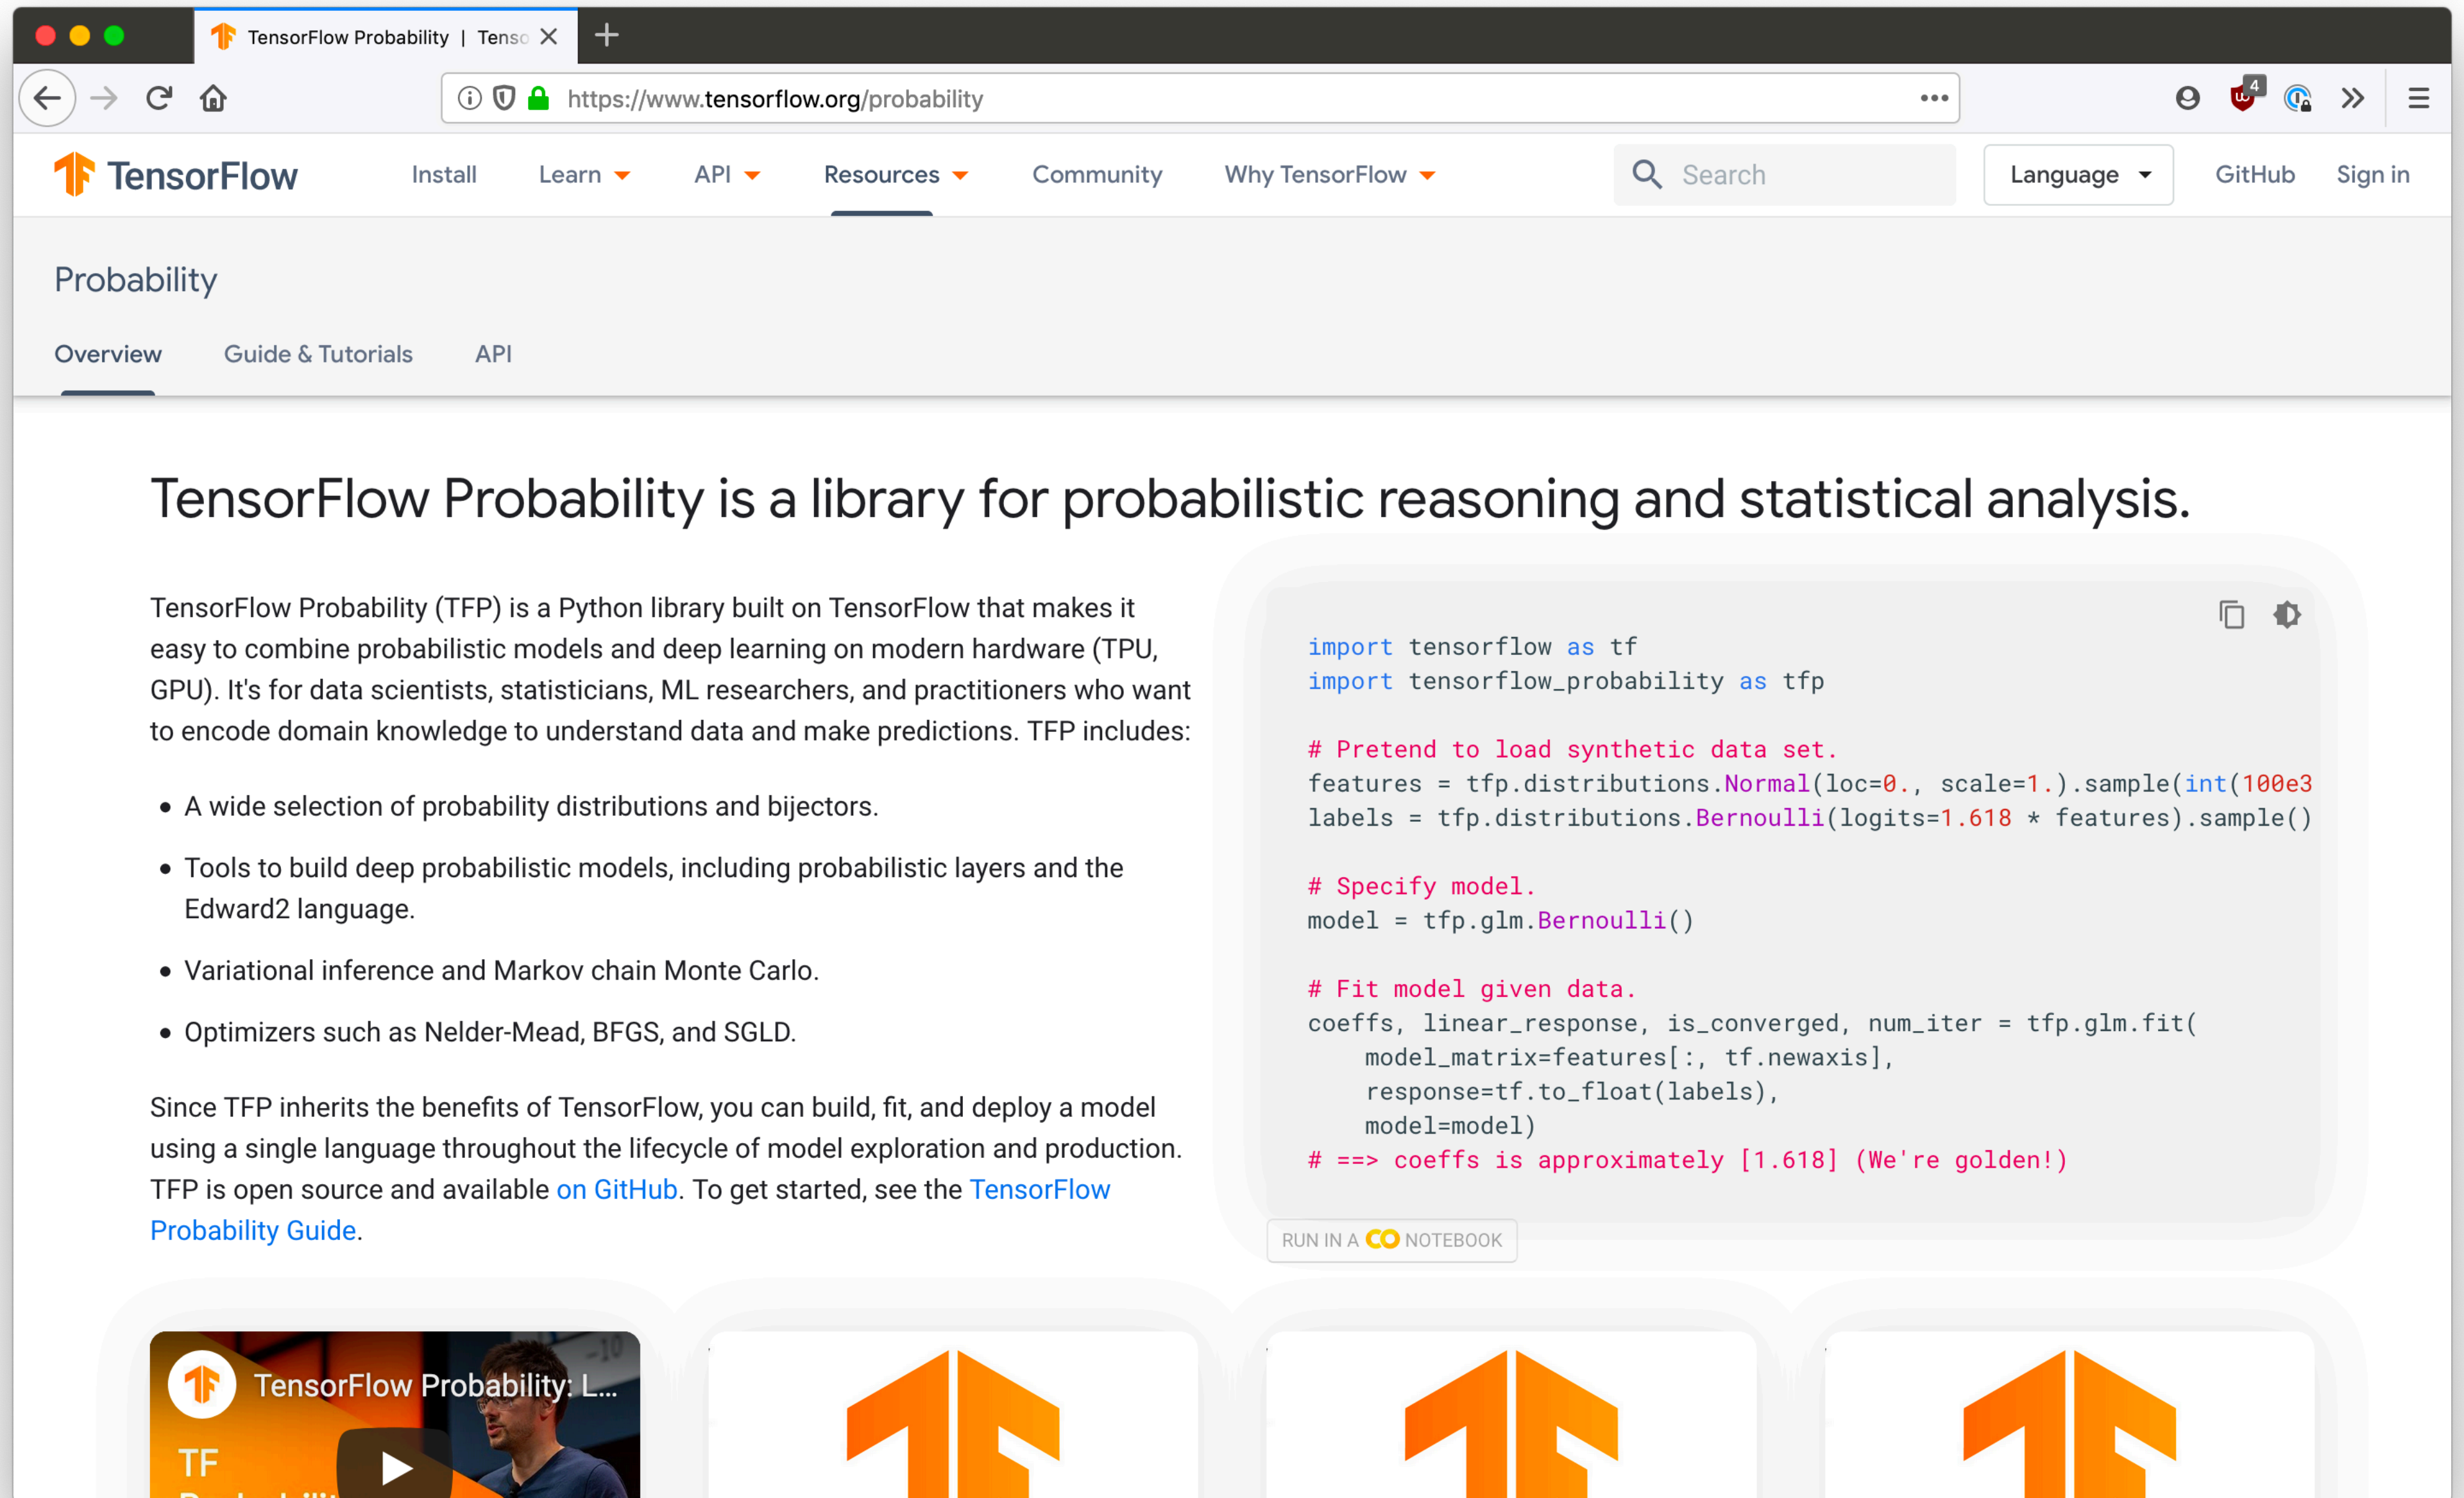 TensorFlow Probability | Tenso
4
https://www.tensorflow.org/probability
TensorFlow Install Learn API Resources Community Why TensorFlow Search Language GitHub Sign in
Probability
Overview Guide & Tutorials API
TensorFlow Probability is a library for probabilistic reasoning and statistical analysis.
TensorFlow Probability (TFP) is a Python library built on TensorFlow that makes it
easy to combine probabilistic models and deep learning on modern hardware (TPU,
GPU). It's for data scientists, statisticians, ML researchers, and practitioners who want
to encode domain knowledge to understand data and make predictions. TFP includes:
• A wide selection of probability distributions and bijectors.
• Tools to build deep probabilistic models, including probabilistic layers and the
Edward2 language.
• Variational inference and Markov chain Monte Carlo.
• Optimizers such as Nelder-Mead, BFGS, and SGLD.
Since TFP inherits the benefits of TensorFlow, you can build, fit, and deploy a model
using a single language throughout the lifecycle of model exploration and production.
TFP is open source and available on GitHub. To get started, see the TensorFlow
Probability Guide.
import tensorflow as tf
import tensorflow_probability as tfp
# Pretend to load synthetic data set.
features = tfp.distributions.Normal(loc=0., scale=1.).sample(int(100e3
labels = tfp.distributions.Bernoulli(logits=1.618 * features).sample()
# Specify model.
model = tfp.glm.Bernoulli()
# Fit model given data.
coeffs, linear_response, is_converged, num_iter = tfp.glm.fit(
    model_matrix=features[:, tf.newaxis],
    response=tf.to_float(labels),
    model=model)
# ==> coeffs is approximately [1.618] (We're golden!)
RUN IN A CO NOTEBOOK
TensorFlow Probability: L...
-10
TF